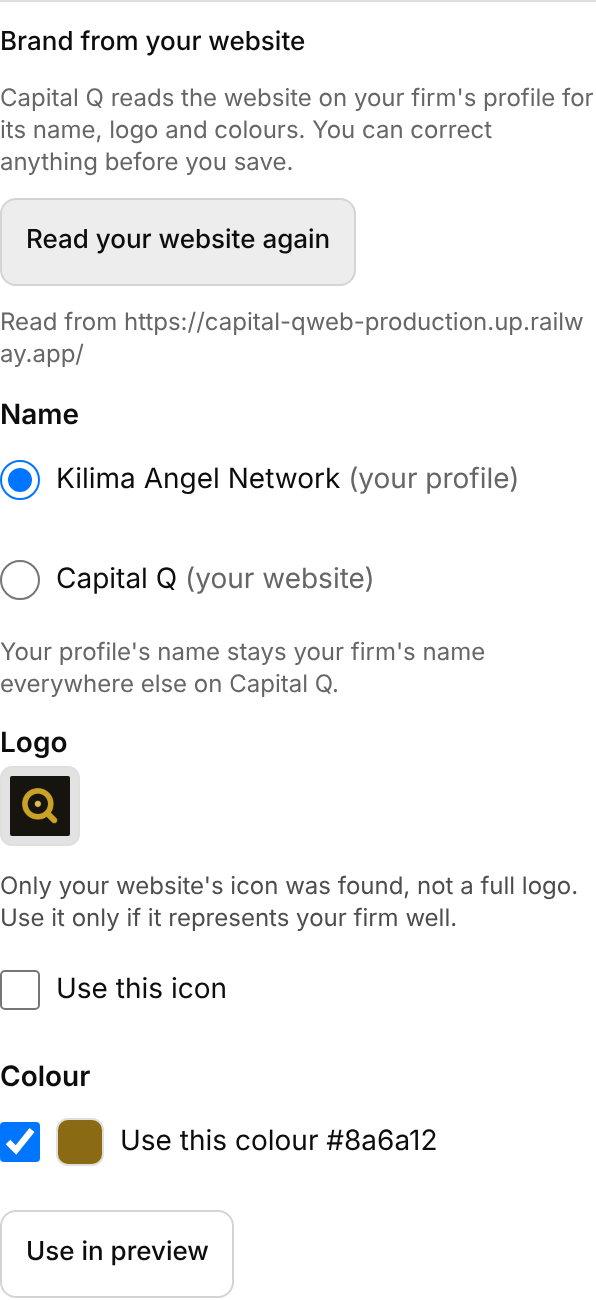 Brand from your website
Capital Q reads the website on your firm's profile for
its name, logo and colours. You can correct
anything before you save.
Read your website again
Read from https://capital-qweb-production.up.railw
ay.app/
Name
Kilima Angel Network (your profile)
Capital Q (your website)
Your profile's name stays your firm's name
everywhere else on Capital Q.
Logo
Only your website's icon was found, not a full logo.
Use it only if it represents your firm well.
Use this icon
Colour
Use this colour #8a6a12
Use in preview